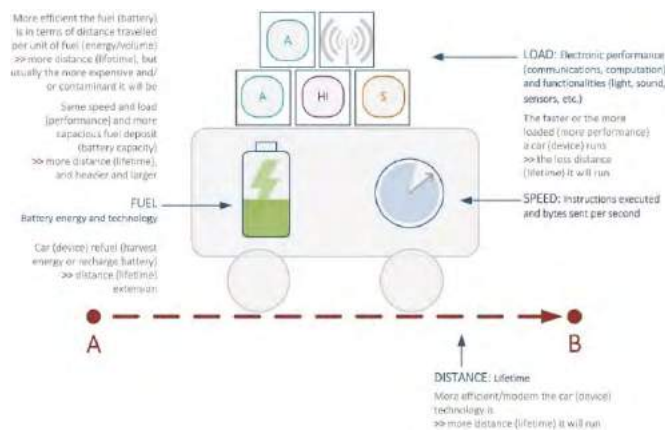 More efficient the fuel (battery)
is in terms of distance travelled
per unit of fuel (energy/volume)
>> more distance (lifetime), but
usually the more expensive and/
or contaminant it will be
Same speed and load
(performance) and more
capacious fuel deposit
(battery capacity)
>> more distance (lifetime),
and header and larger
FUEL
Battery energy and technology
Car (device) refuel (harvest
energy or recharge battery)
>> distance (lifetime)
extension
A
A
HI
S
LOAD: Electronic performance
(communications, computation)
and functionalities (light, sound,
sensors, etc.)
The faster or the more
loaded (more performance)
a car (device) runs
>> the less distance
(lifetime) it will run
SPEED: Instructions executed
and bytes sent per second
A
B
DISTANCE: Lifetime
More efficient/modern the car (device)
technology is
>> more distance (lifetime) it will run